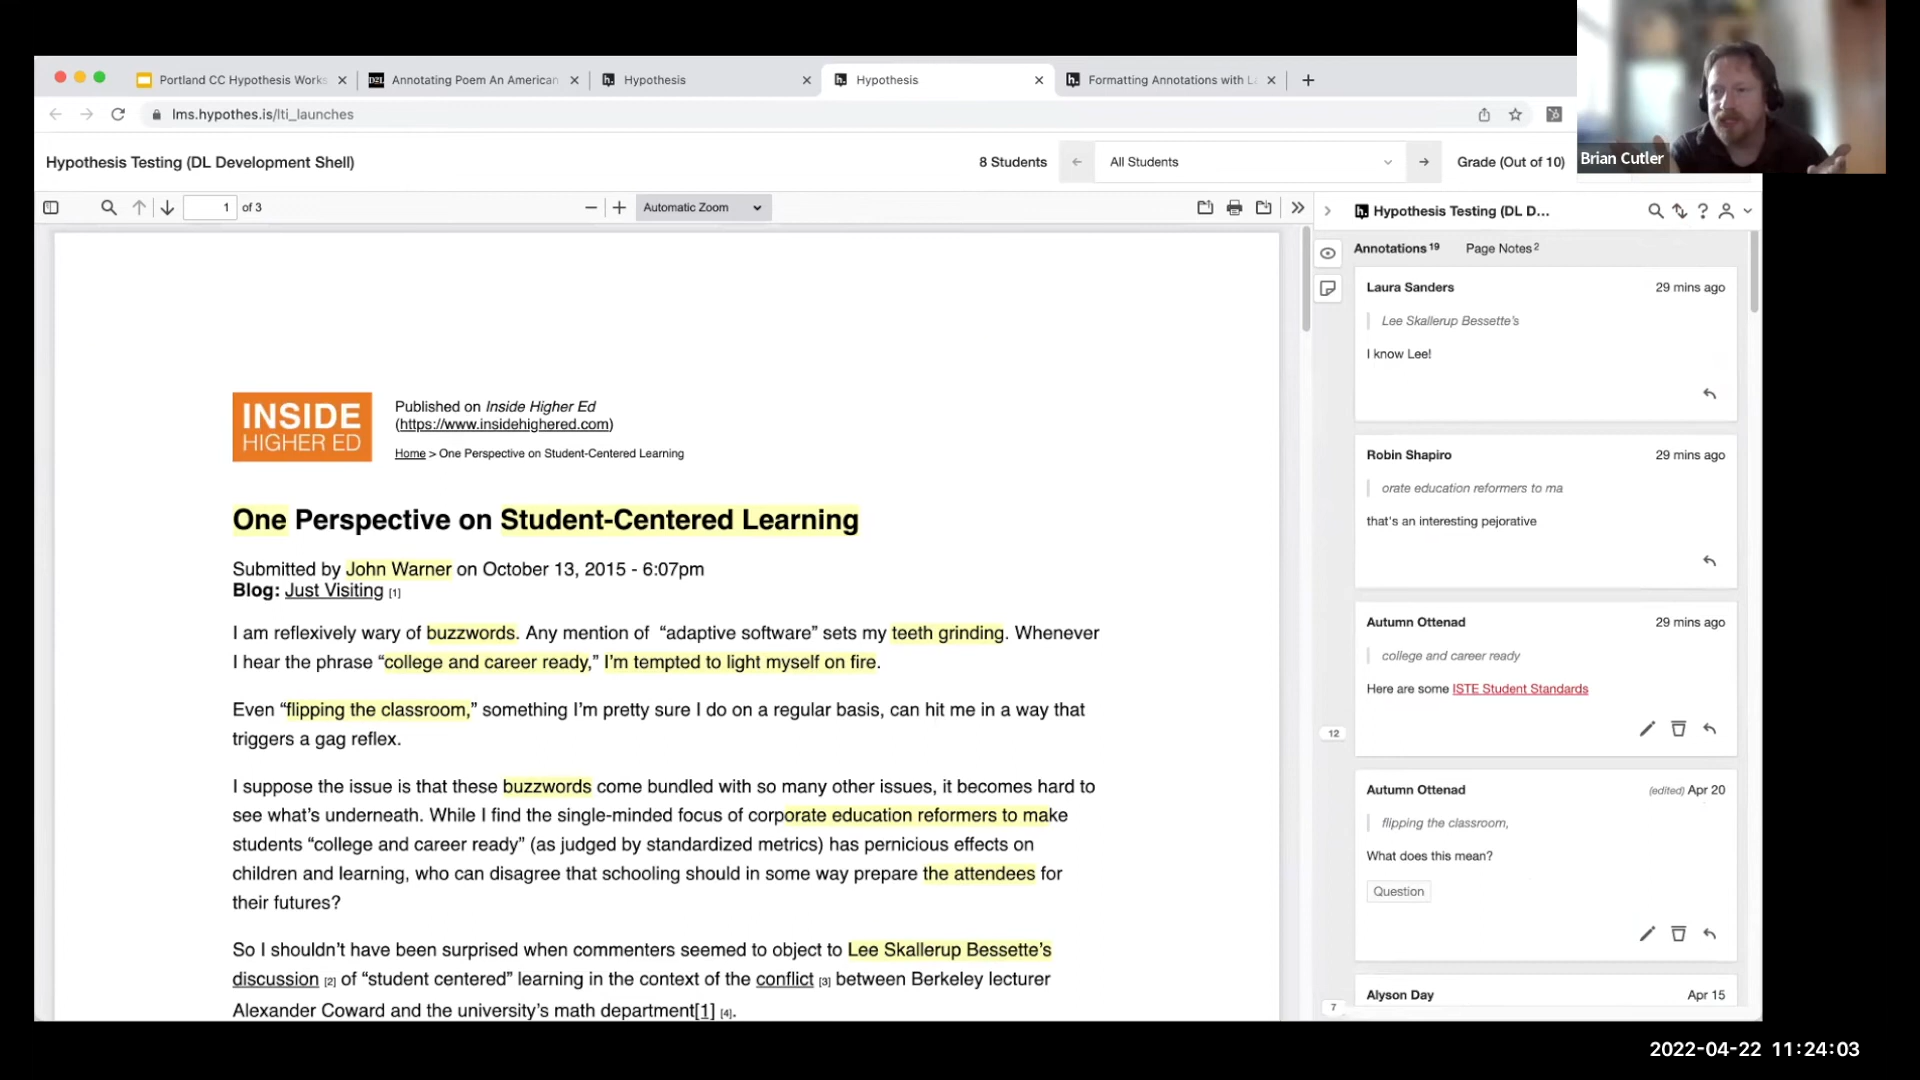 Portland CC Hypothesis Works
Annotating Poem An American
Hypothesis
Hypothesis
Formatting Annotations with La
lms.hypothes.is/lti_launches
Brian Cutler
Hypothesis Testing (DL Development Shell)
8 Students
All Students
Grade (Out of 10)
1 of 3
Automatic Zoom
Hypothesis Testing (DL D...
Annotations 19
Page Notes 2
INSIDE
HIGHER ED
Published on Inside Higher Ed
(https://www.insidehighered.com)
Home > One Perspective on Student-Centered Learning
One Perspective on Student-Centered Learning
Submitted by John Warner on October 13, 2015 - 6:07pm
Blog: Just Visiting [1]
I am reflexively wary of buzzwords. Any mention of “adaptive software” sets my teeth grinding. Whenever
I hear the phrase “college and career ready,” I’m tempted to light myself on fire.
Even “flipping the classroom,” something I’m pretty sure I do on a regular basis, can hit me in a way that
triggers a gag reflex.
I suppose the issue is that these buzzwords come bundled with so many other issues, it becomes hard to
see what’s underneath. While I find the single-minded focus of corporate education reformers to make
students “college and career ready” (as judged by standardized metrics) has pernicious effects on
children and learning, who can disagree that schooling should in some way prepare the attendees for
their futures?
So I shouldn’t have been surprised when commenters seemed to object to Lee Skallerup Bessette’s
discussion [2] of “student centered” learning in the context of the conflict [3] between Berkeley lecturer
Alexander Coward and the university’s math department[1] [4].
Laura Sanders
29 mins ago
Lee Skallerup Bessette’s
I know Lee!
Robin Shapiro
29 mins ago
orate education reformers to ma
that's an interesting pejorative
Autumn Ottenad
29 mins ago
college and career ready
Here are some ISTE Student Standards
12
Autumn Ottenad
(edited) Apr 20
flipping the classroom,
What does this mean?
Question
Alyson Day
Apr 15
7
2022-04-22 11:24:03